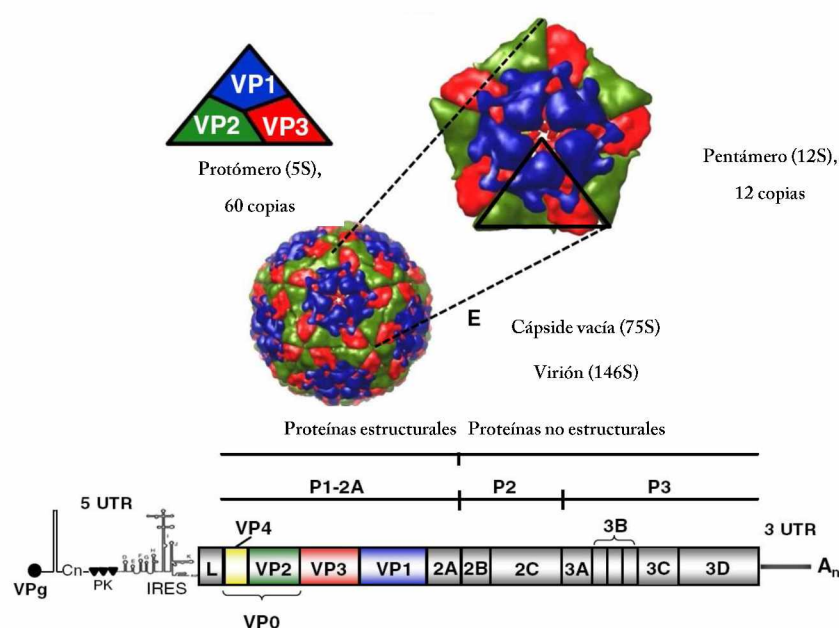 VP1
VP2 VP3
Protómero (5S),
60 copias
Pentámero (12S),
12 copias
E
Cápside vacía (75S)
Virión (146S)
Proteínas estructurales Proteínas no estructurales
P1-2A P2 P3
5 UTR
VP4
3B
3 UTR
VPg
Cn
PK
IRES
L VP2 VP3 VP1 2A 2B 2C 3A 3C 3D
An
VP0